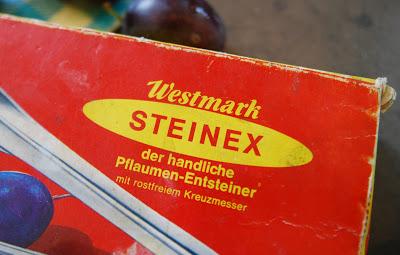 Westmark
STEINEX
der handliche
Pflaumen-Entsteiner
mit rostfreiem Kreuzmesser